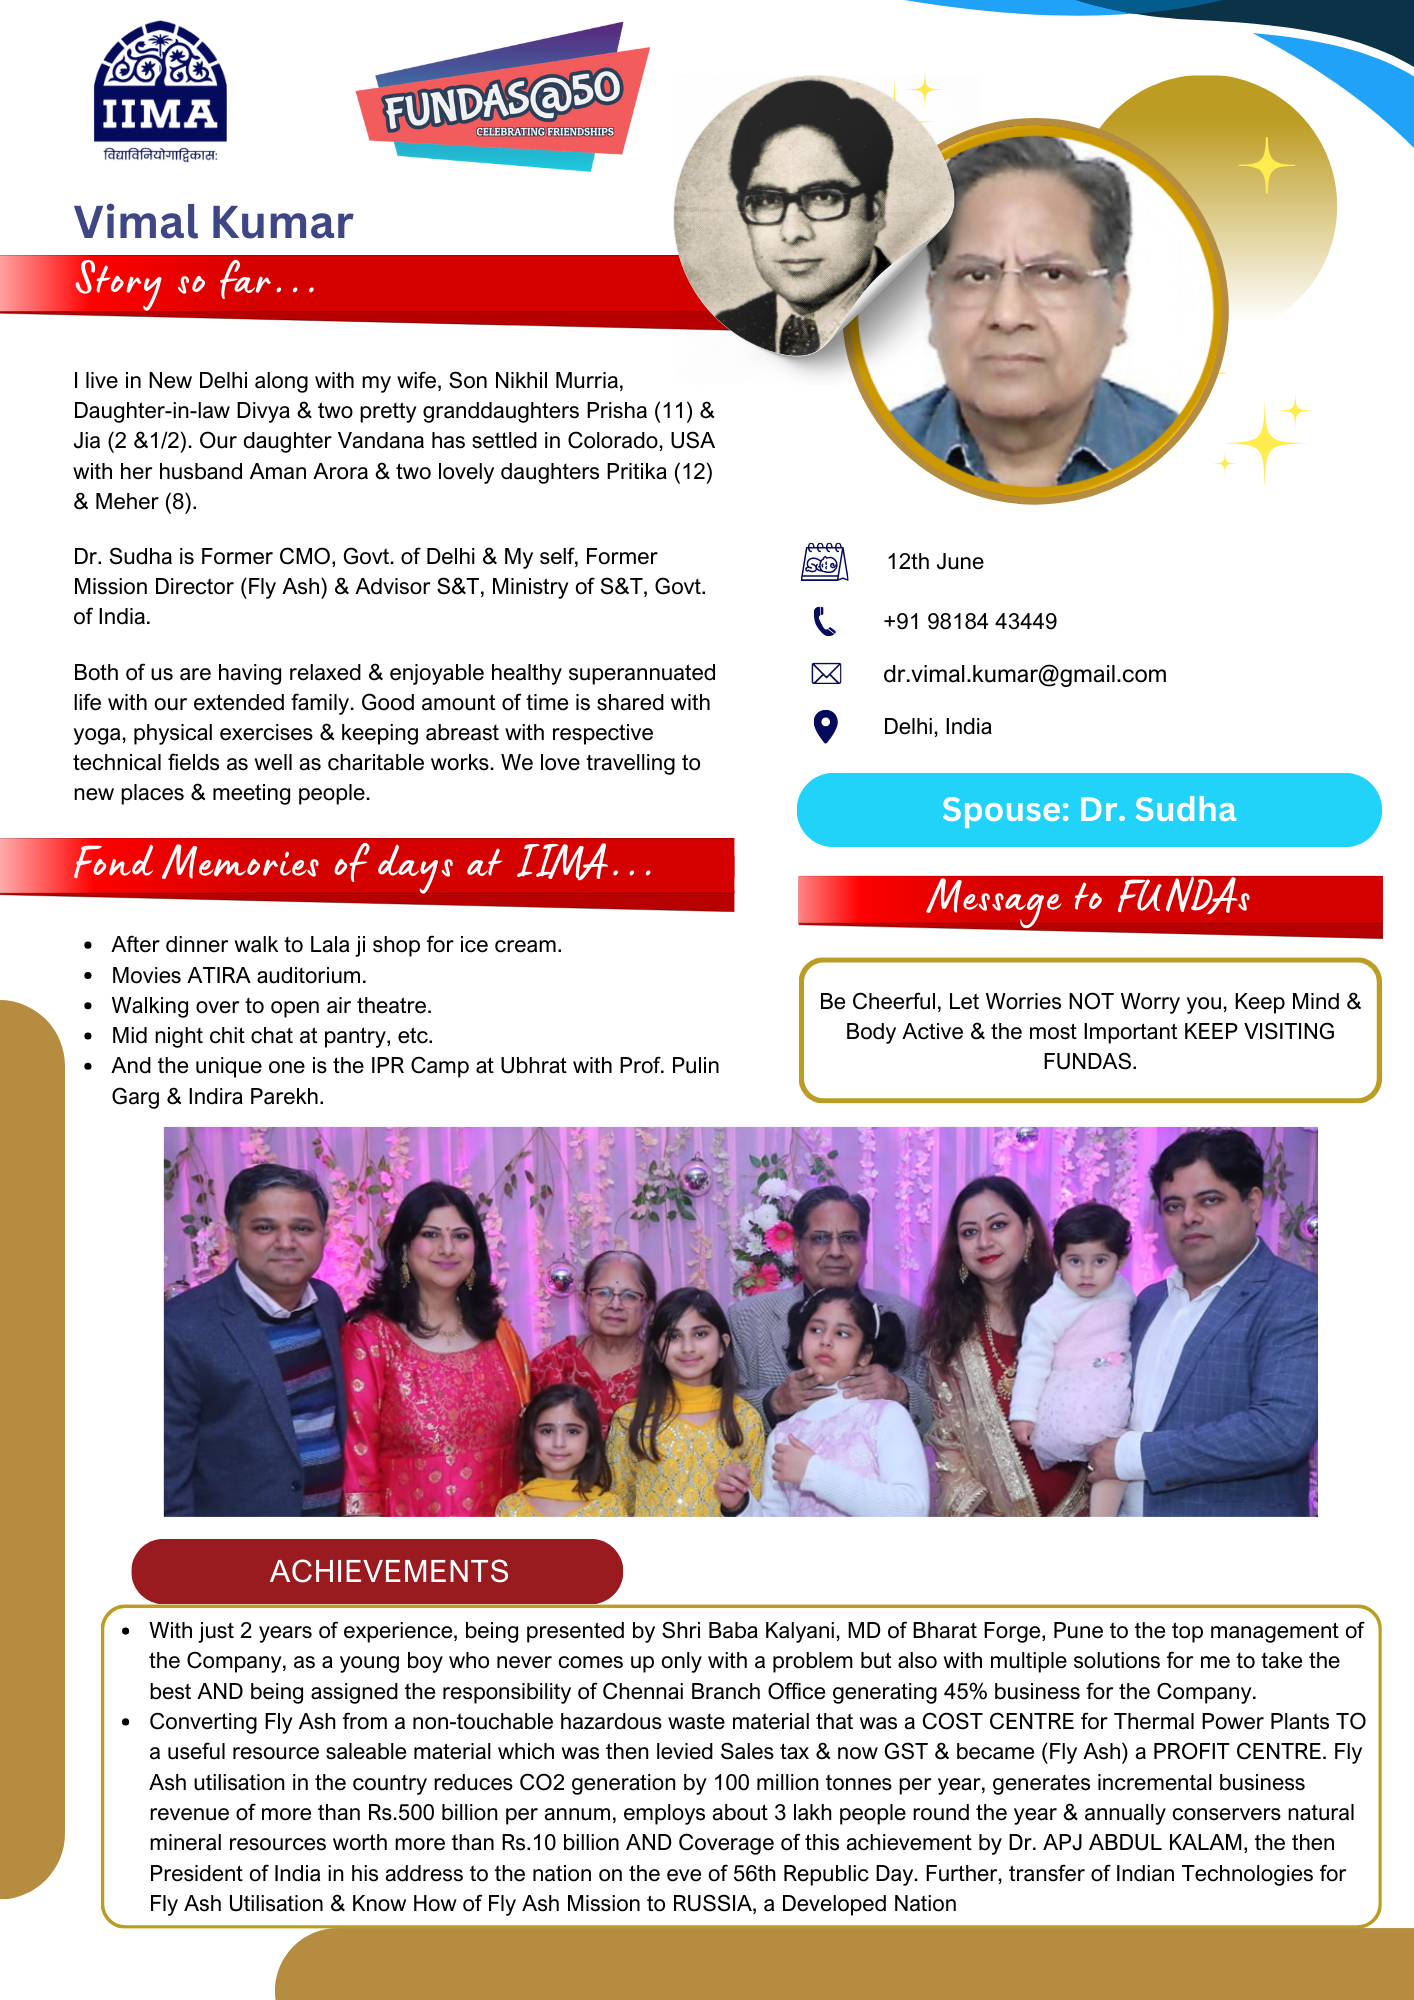 IIMA
विद्याविनियोगाद्विकास:
FUNDAS@50
CELEBRATING FRIENDSHIPS
Vimal Kumar
Story so far...
I live in New Delhi along with my wife, Son Nikhil Murria,
Daughter-in-law Divya & two pretty granddaughters Prisha (11) &
Jia (2 &1/2). Our daughter Vandana has settled in Colorado, USA
with her husband Aman Arora & two lovely daughters Pritika (12)
& Meher (8).
Dr. Sudha is Former CMO, Govt. of Delhi & My self, Former
Mission Director (Fly Ash) & Advisor S&T, Ministry of S&T, Govt.
of India.
Both of us are having relaxed & enjoyable healthy superannuated
life with our extended family. Good amount of time is shared with
yoga, physical exercises & keeping abreast with respective
technical fields as well as charitable works. We love travelling to
new places & meeting people.
12th June
+91 98184 43449
dr.vimal.kumar@gmail.com
Delhi, India
Spouse: Dr. Sudha
Fond Memories of days at IIMA...
After dinner walk to Lala ji shop for ice cream.
Movies ATIRA auditorium.
Walking over to open air theatre.
Mid night chit chat at pantry, etc.
And the unique one is the IPR Camp at Ubhrat with Prof. Pulin
Garg & Indira Parekh.
Message to FUNDAs
Be Cheerful, Let Worries NOT Worry you, Keep Mind &
Body Active & the most Important KEEP VISITING
FUNDAS.
ACHIEVEMENTS
With just 2 years of experience, being presented by Shri Baba Kalyani, MD of Bharat Forge, Pune to the top management of
the Company, as a young boy who never comes up only with a problem but also with multiple solutions for me to take the
best AND being assigned the responsibility of Chennai Branch Office generating 45% business for the Company.
Converting Fly Ash from a non-touchable hazardous waste material that was a COST CENTRE for Thermal Power Plants TO
a useful resource saleable material which was then levied Sales tax & now GST & became (Fly Ash) a PROFIT CENTRE. Fly
Ash utilisation in the country reduces CO2 generation by 100 million tonnes per year, generates incremental business
revenue of more than Rs.500 billion per annum, employs about 3 lakh people round the year & annually conservers natural
mineral resources worth more than Rs.10 billion AND Coverage of this achievement by Dr. APJ ABDUL KALAM, the then
President of India in his address to the nation on the eve of 56th Republic Day. Further, transfer of Indian Technologies for
Fly Ash Utilisation & Know How of Fly Ash Mission to RUSSIA, a Developed Nation